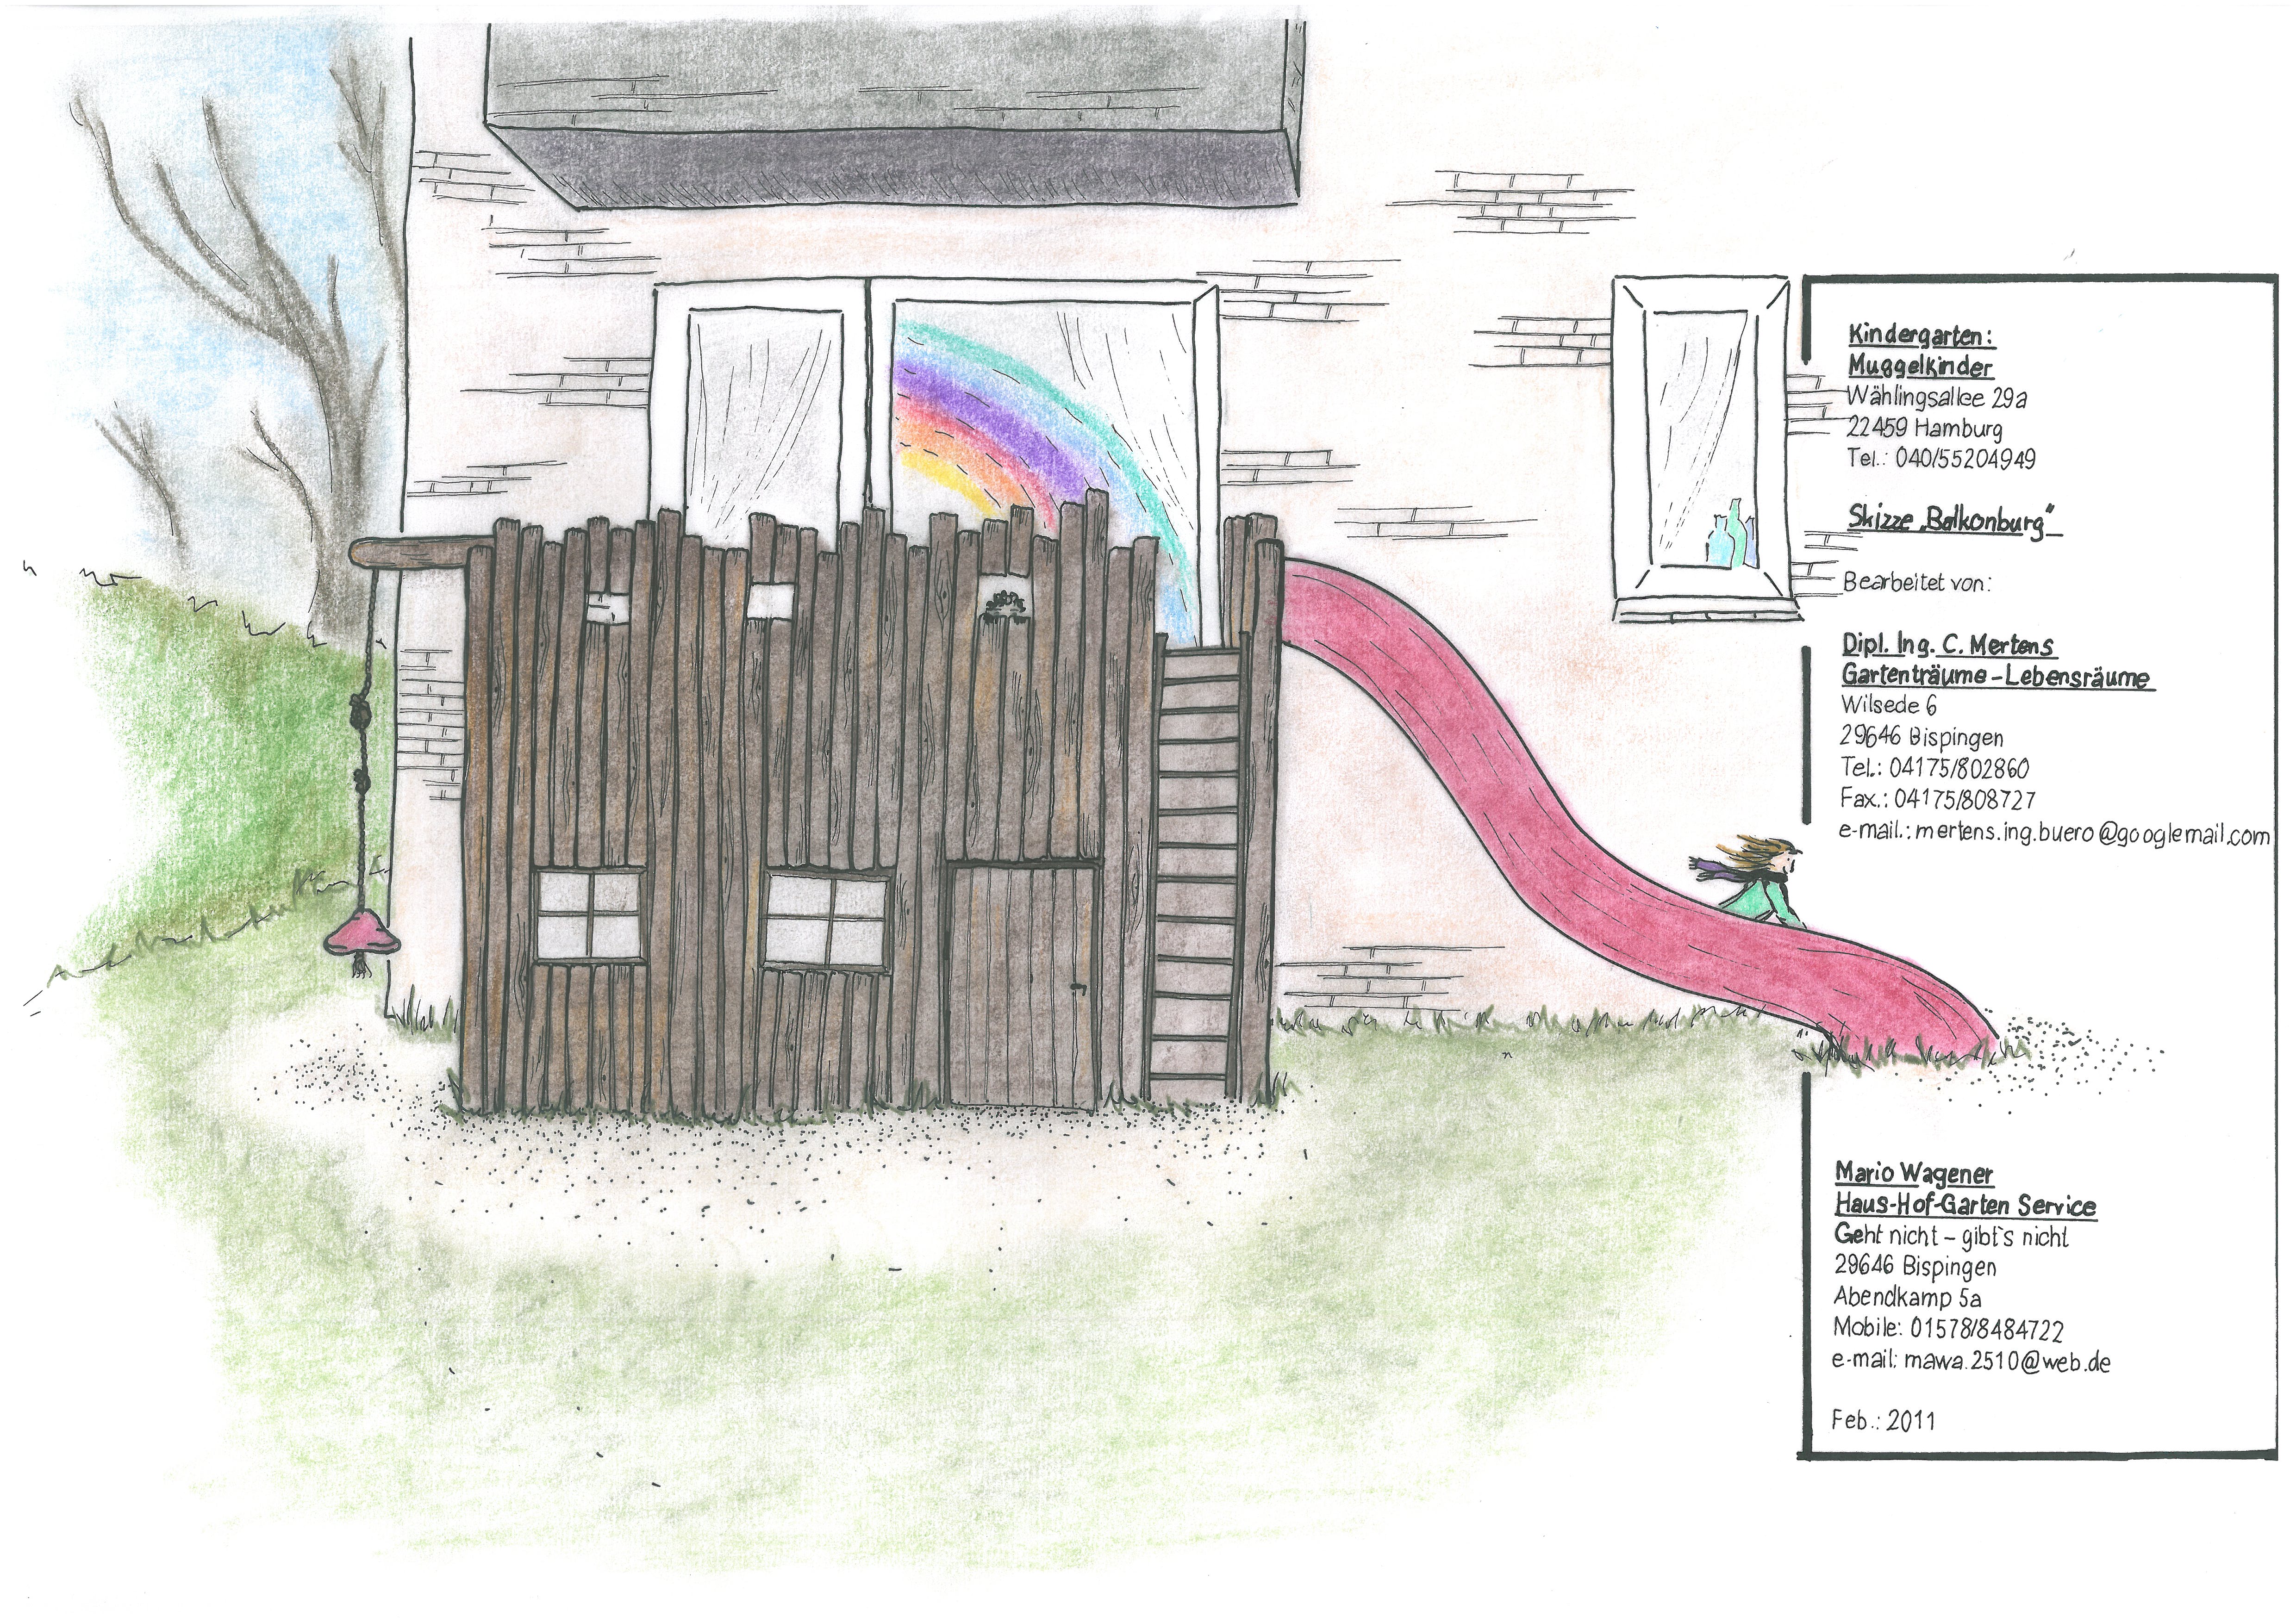 Kindergarten:
Muggelkinder
Wählingsallee 29a
22459 Hamburg
Tel.: 040/55204949
Skizze „Balkonburg"
Bearbeitet von:
Dipl. Ing. C. Mertens
Gartenträume - Lebensräume
Wilsede 6
29646 Bispingen
Tel.: 04175/802860
Fax.: 04175/808727
e-mail.: mertens.ing.buero@googlemail.com
Mario Wagener
Haus-Hof-Garten Service
Geht nicht - gibt`s nicht
29646 Bispingen
Abendkamp 5a
Mobile: 01578/8484722
e-mail: mawa.2510@web.de
Feb.: 2011